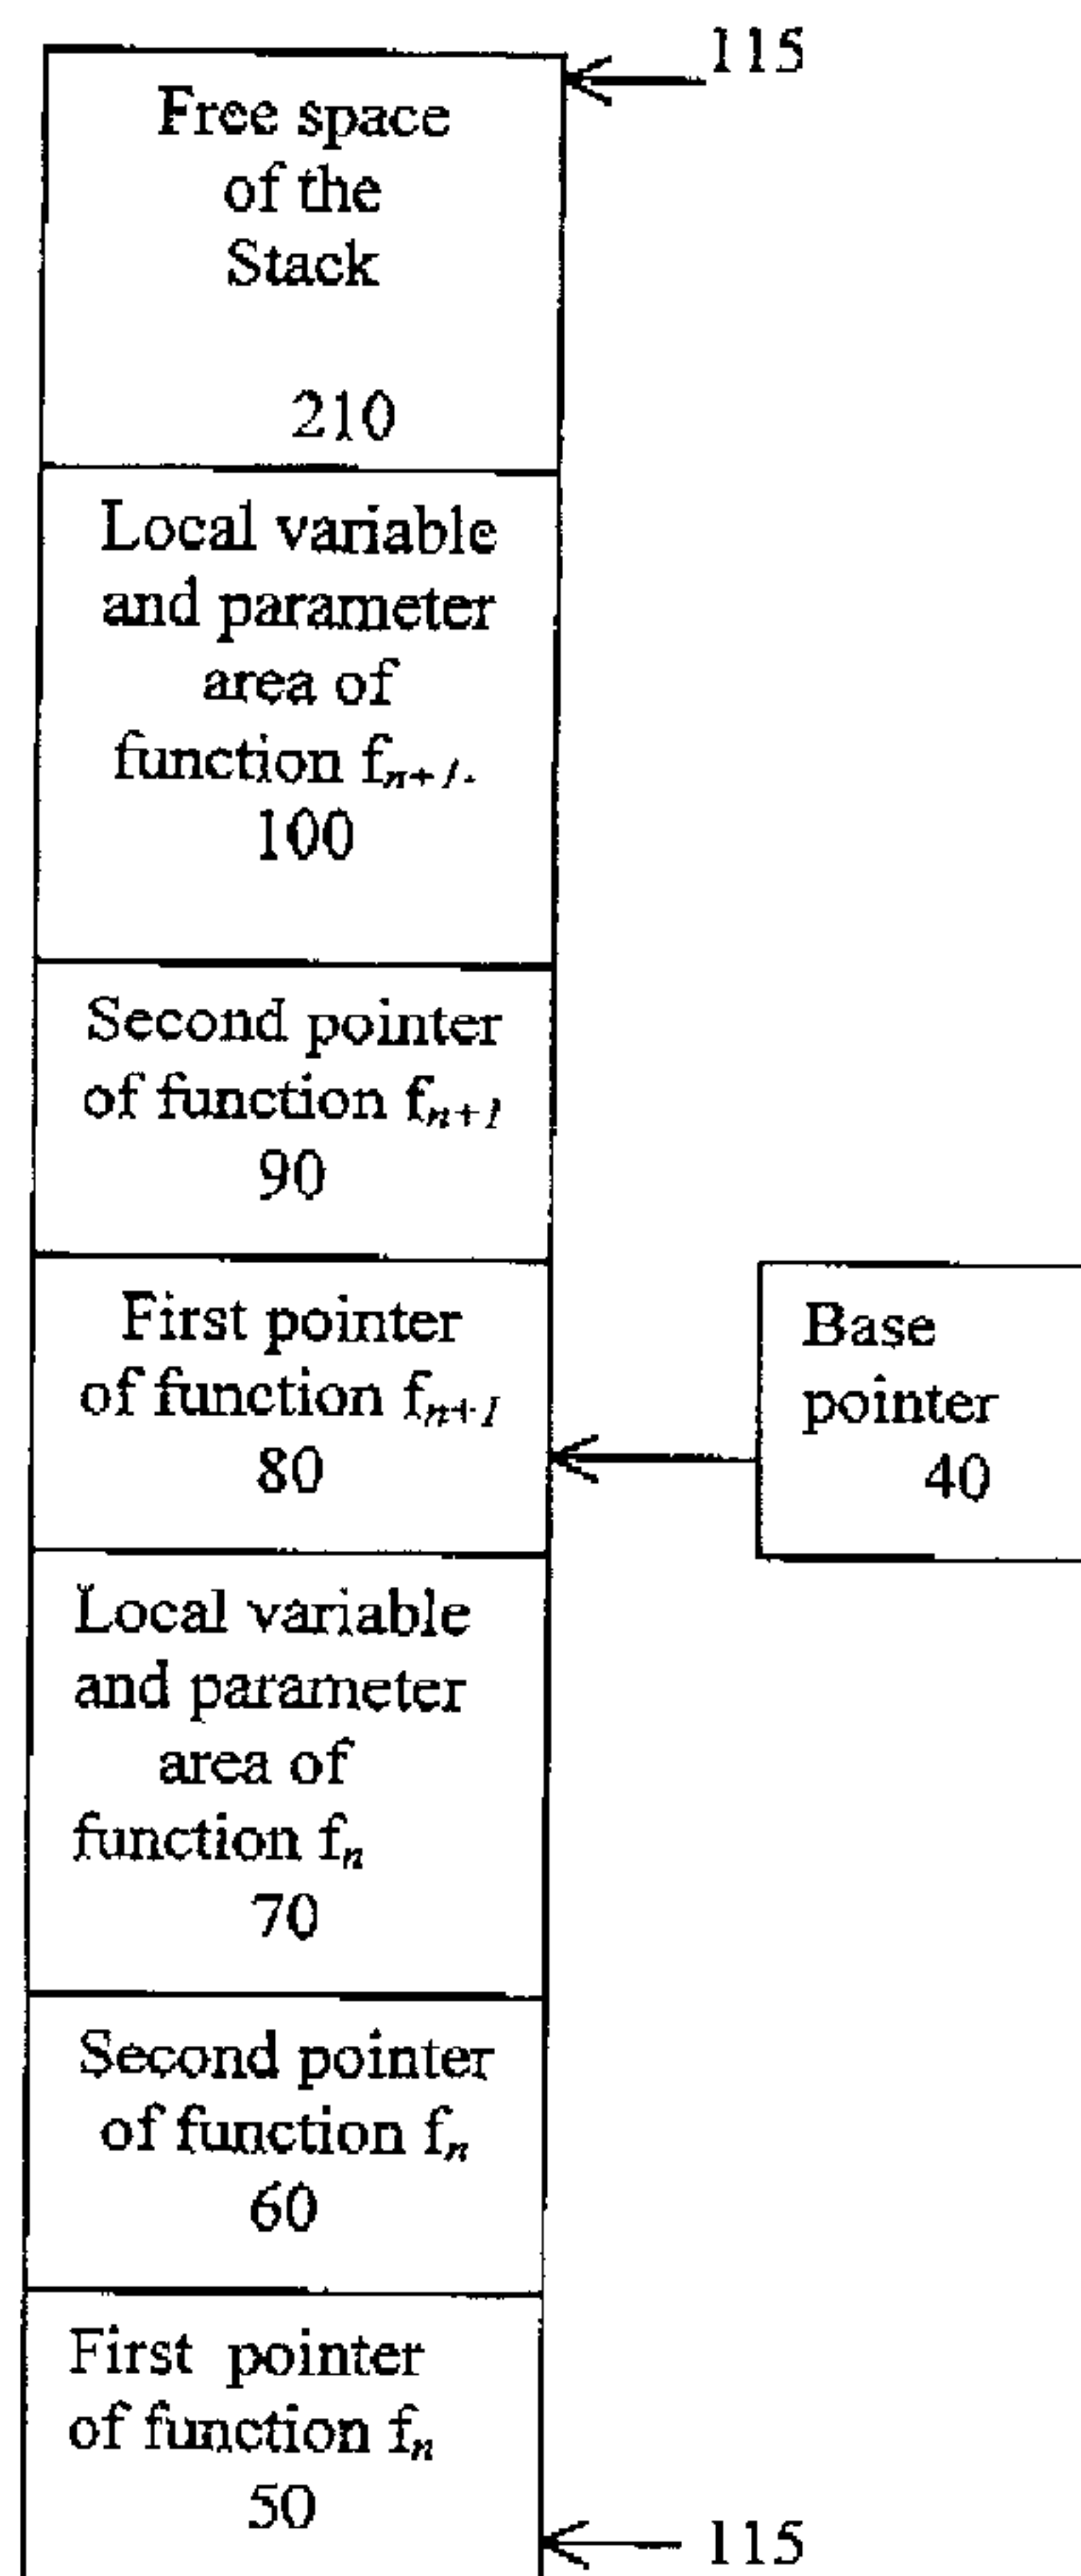 115
Free space
of the
Stack
210
Local variable
and parameter
area of
function fn+1.
100
Second pointer
of function fn+1
90
First pointer
of function fn+1
80
Base
pointer
40
Local variable
and parameter
area of
function fn
70
Second pointer
of function fn
60
First pointer
of function fn
50
115